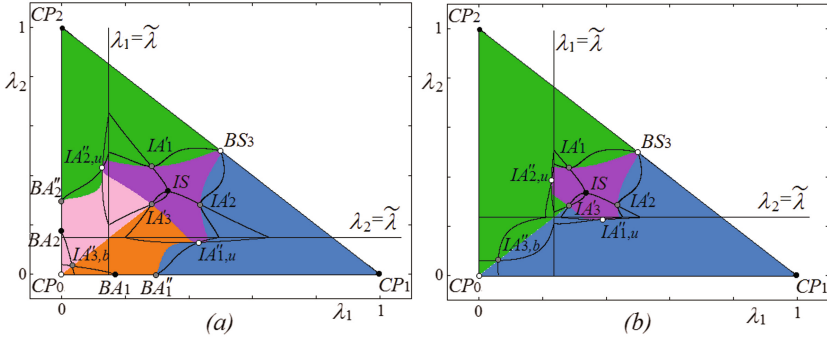 CP₂
1
λ₁=λ̃
λ₂
IA′₁
BS₃
IA″₂,ᵤ
IS
BA″₂
IA′₂
IA′₃
BA₂
λ₂=λ̃
IA″₃,b
IA″₁,ᵤ
0
CP₀
BA₁
BA″₁
CP₁
0
λ₁
1
(a)
CP₂
1
λ₁=λ̃
λ₂
IA′₁
BS₃
IA″₂,ᵤ
IS
IA′₃
IA′₂
λ₂=λ̃
IA″₁,ᵤ
IA″₃,b
0
CP₀
CP₁
0
λ₁
1
(b)